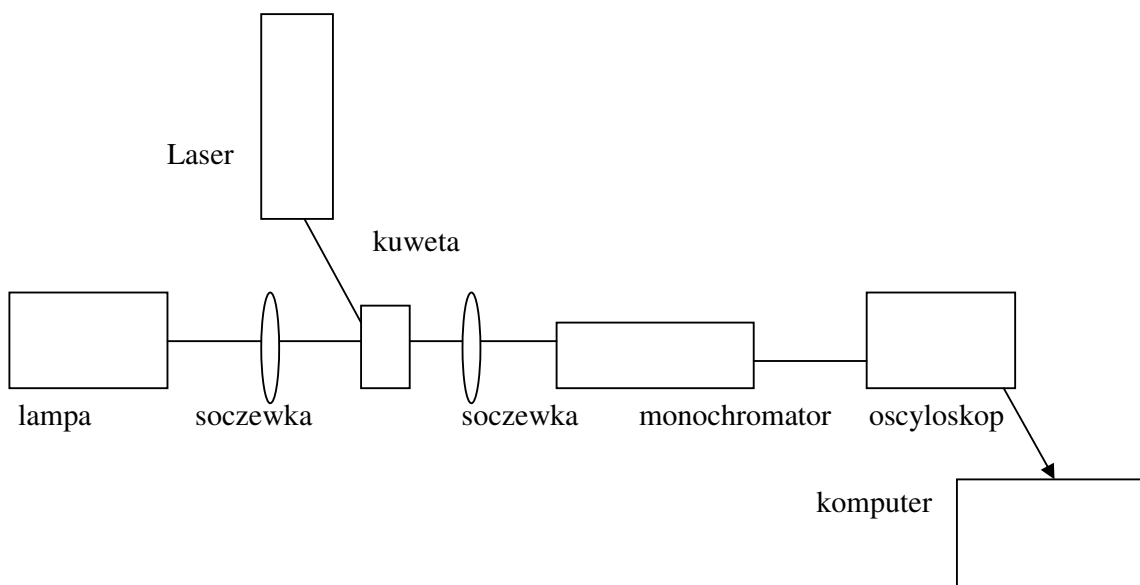 Laser
kuweta
lampa
soczewka
soczewka
monochromator
oscyloskop
komputer